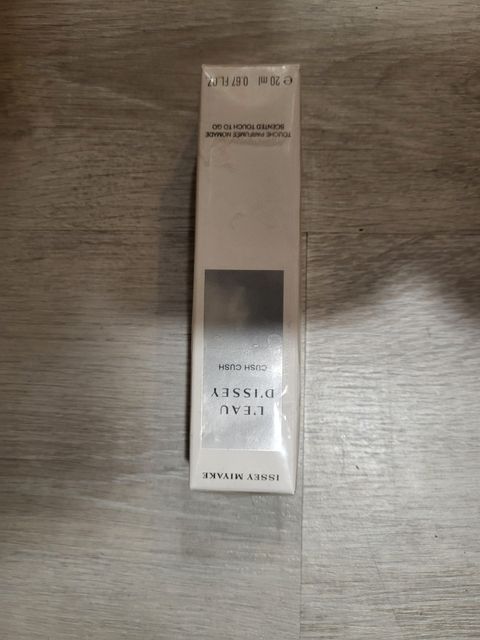 ISSEY MIYAKE
L'EAU
D'ISSEY
CUSH CUSH
TOUCHE PARFUMÉE NOMADE
SCENTED TOUCH TO GO
e 20 ml 0.67 FL.OZ